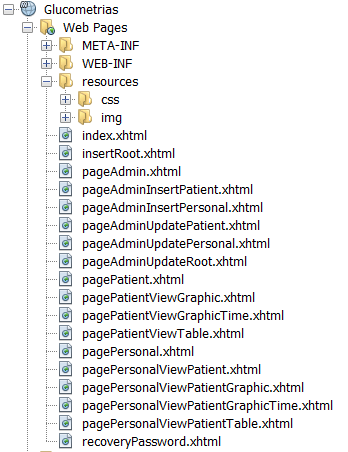 Glucometrias
Web Pages
META-INF
WEB-INF
resources
css
img
index.xhtml
insertRoot.xhtml
pageAdmin.xhtml
pageAdminInsertPatient.xhtml
pageAdminInsertPersonal.xhtml
pageAdminUpdatePatient.xhtml
pageAdminUpdatePersonal.xhtml
pageAdminUpdateRoot.xhtml
pagePatient.xhtml
pagePatientViewGraphic.xhtml
pagePatientViewGraphicTime.xhtml
pagePatientViewTable.xhtml
pagePersonal.xhtml
pagePersonalViewPatient.xhtml
pagePersonalViewPatientGraphic.xhtml
pagePersonalViewPatientGraphicTime.xhtml
pagePersonalViewPatientTable.xhtml
recoveryPassword.xhtml